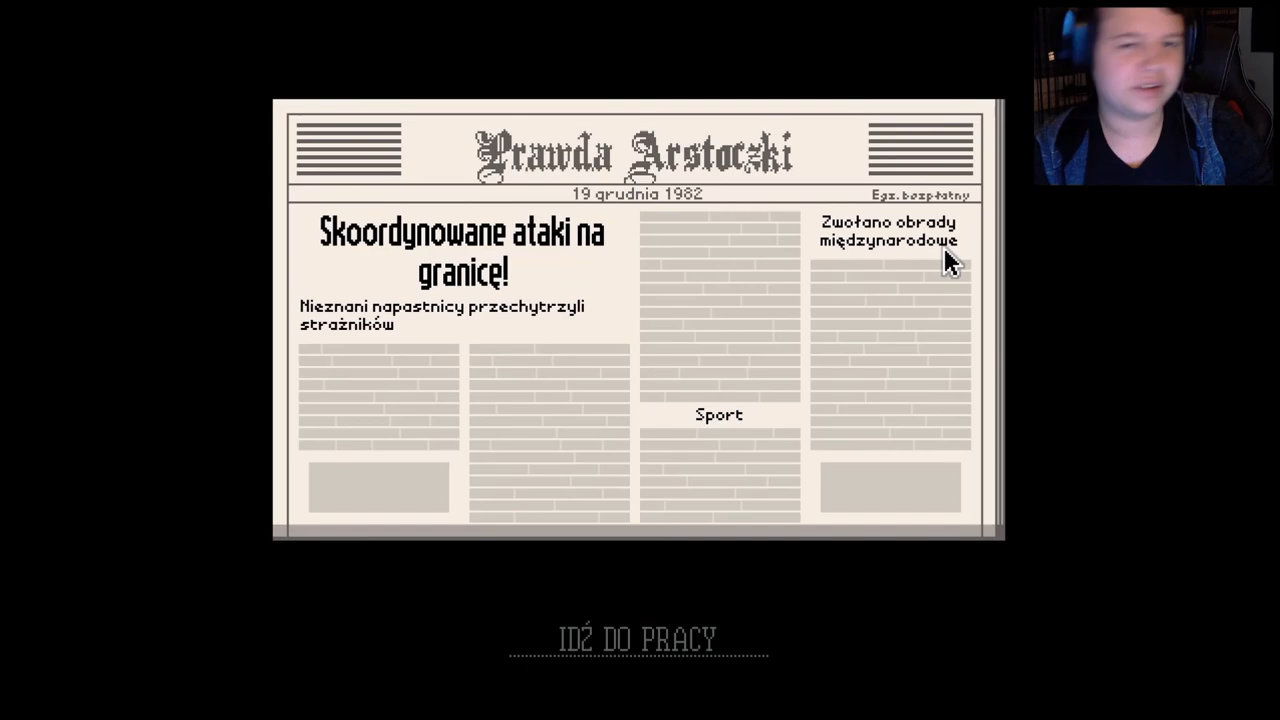 Prawda Arstoczki
19 grudnia 1982
Egz. bezpłatny
Skoordynowane ataki na
granicę!
Nieznani napastnicy przechytrzyli
strażników
Sport
Zwołano obrady
międzynarodowe
IDŹ DO PRACY